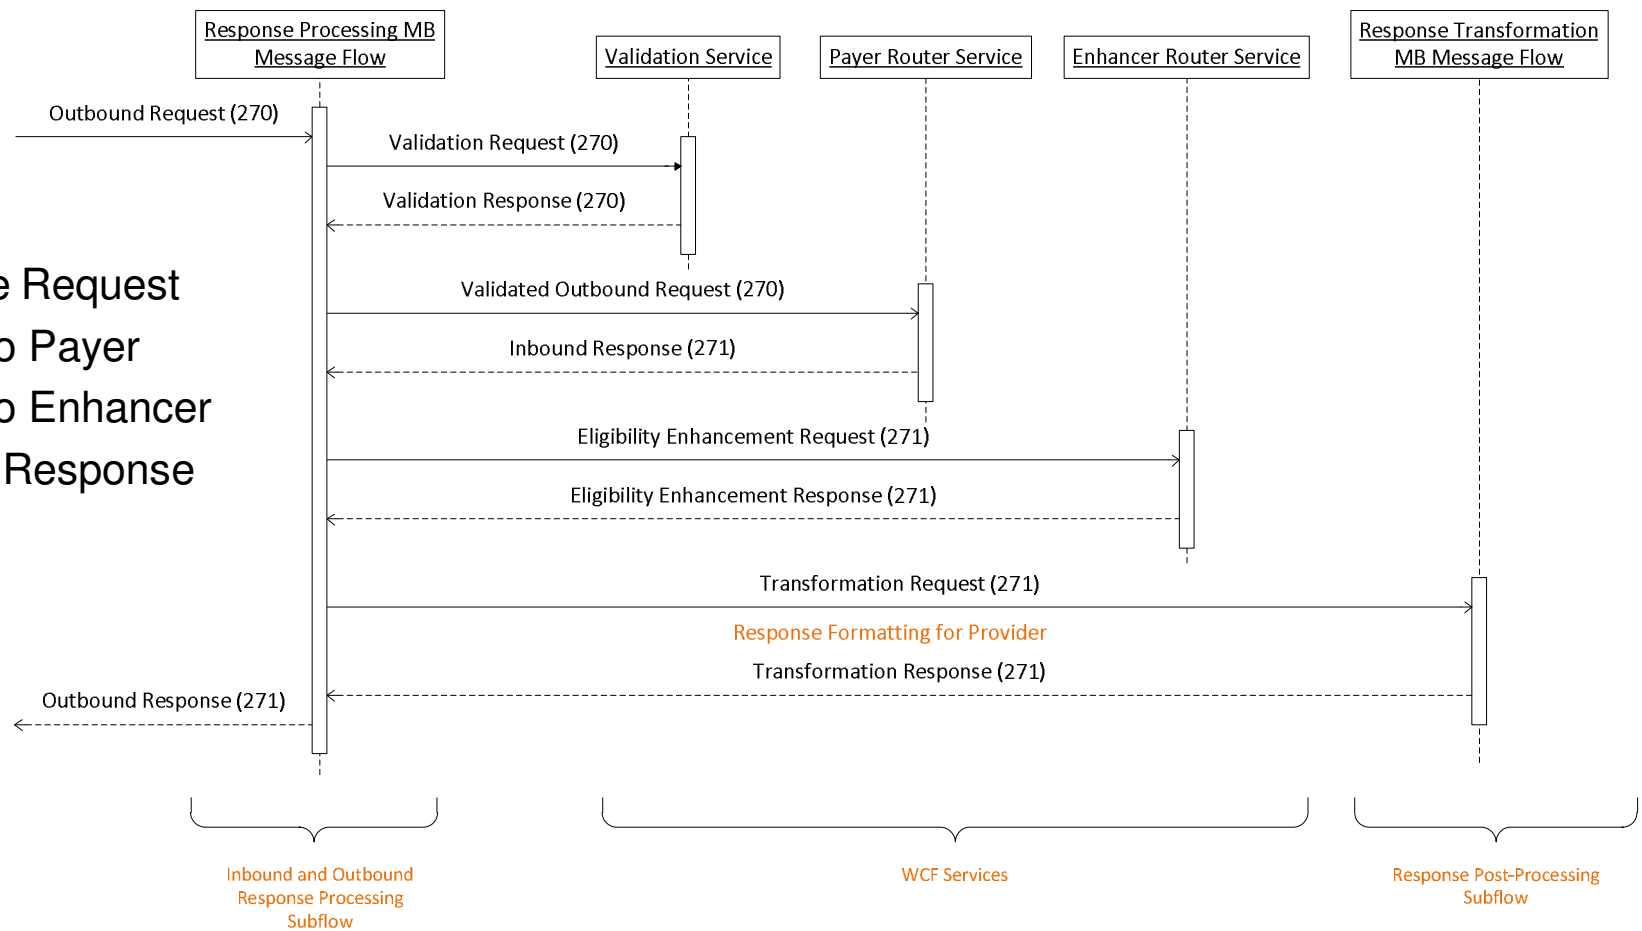 Response Processing MB
Message Flow
Validation Service
Payer Router Service
Enhancer Router Service
Response Transformation
MB Message Flow
Outbound Request (270)
Validation Request (270)
Validation Response (270)
e Request
o Payer
o Enhancer
Response
Validated Outbound Request (270)
Inbound Response (271)
Eligibility Enhancement Request (271)
Eligibility Enhancement Response (271)
Transformation Request (271)
Response Formatting for Provider
Transformation Response (271)
Outbound Response (271)
Inbound and Outbound
Response Processing
Subflow
WCF Services
Response Post-Processing
Subflow